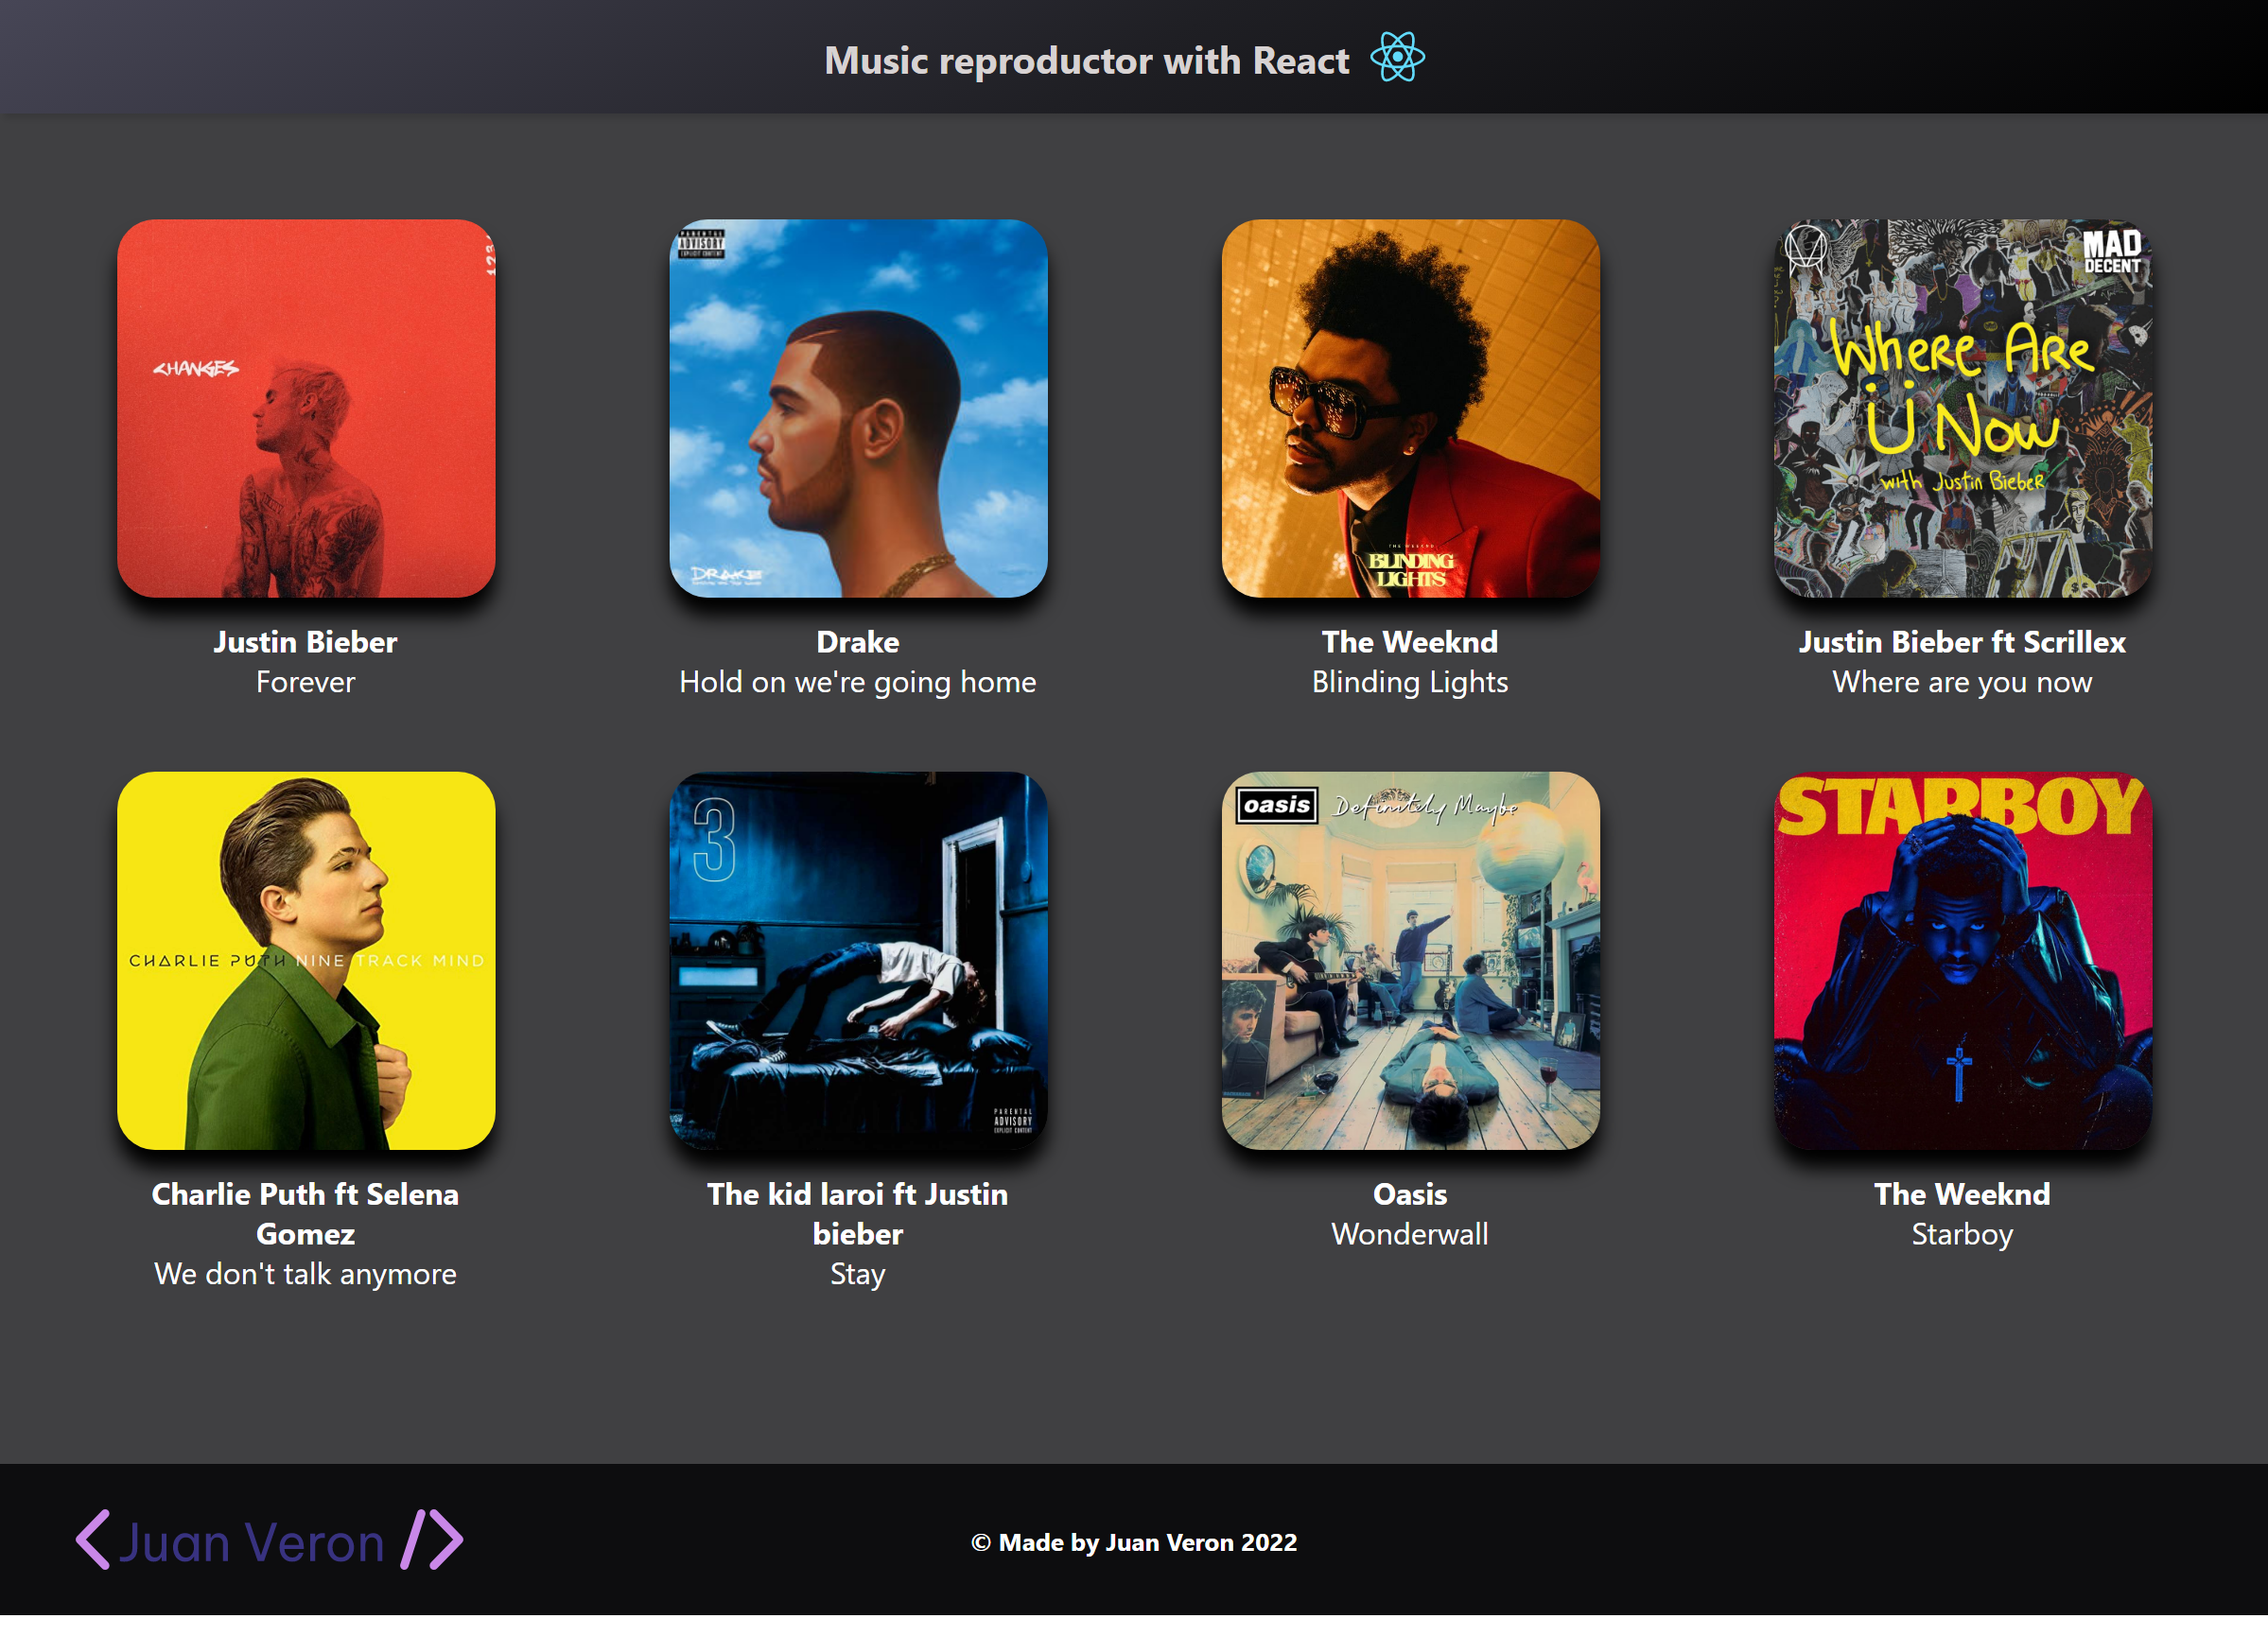 Music reproductor with React
CHANGES
PARENTAL
ADVISORY
EXPLICIT CONTENT
DRAKE
THE WEEKND
BLINDING
LIGHTS
MAD
DECENT
Where Are
Ü Now
with Justin Bieber
Justin Bieber
Forever
Drake
Hold on we're going home
The Weeknd
Blinding Lights
Justin Bieber ft Scrillex
Where are you now
CHARLIE PUTH NINE TRACK MIND
3
PARENTAL
ADVISORY
EXPLICIT CONTENT
oasis
Definitely Maybe
STARBOY
Charlie Puth ft Selena
Gomez
We don't talk anymore
The kid laroi ft Justin
bieber
Stay
Oasis
Wonderwall
The Weeknd
Starboy
<Juan Veron />
© Made by Juan Veron 2022